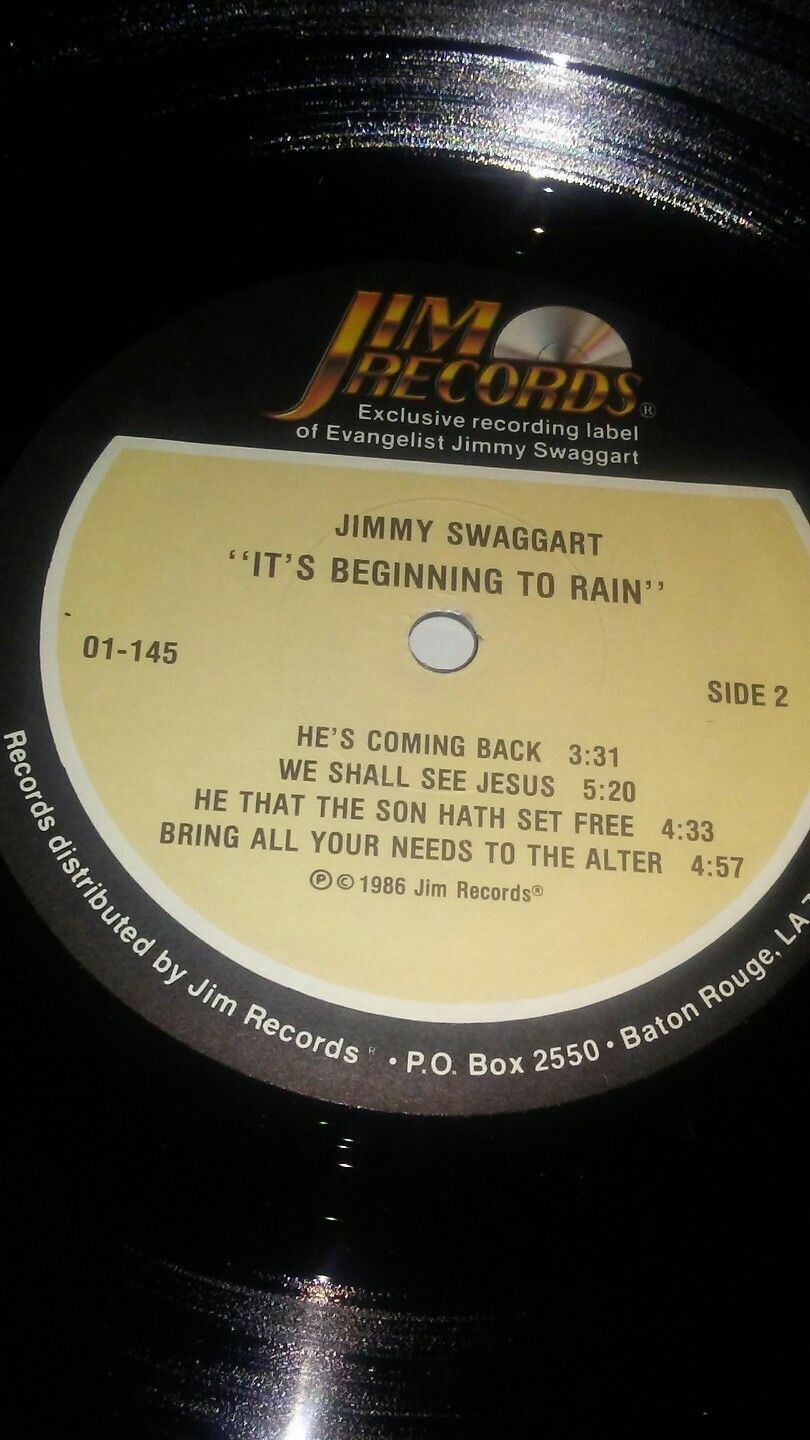 JIM
RECORDS®
Exclusive recording label
of Evangelist Jimmy Swaggart
JIMMY SWAGGART
“IT'S BEGINNING TO RAIN”
01-145
SIDE 2
HE'S COMING BACK 3:31
WE SHALL SEE JESUS 5:20
HE THAT THE SON HATH SET FREE 4:33
BRING ALL YOUR NEEDS TO THE ALTER 4:57
℗©1986 Jim Records®
Records distributed by Jim Records® • P.O. Box 2550 • Baton Rouge, LA